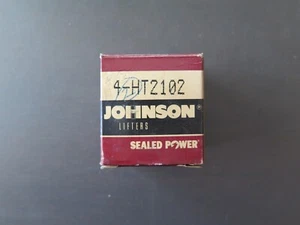 4-HT2102
JOHNSON
LIFTERS
SEALED POWER